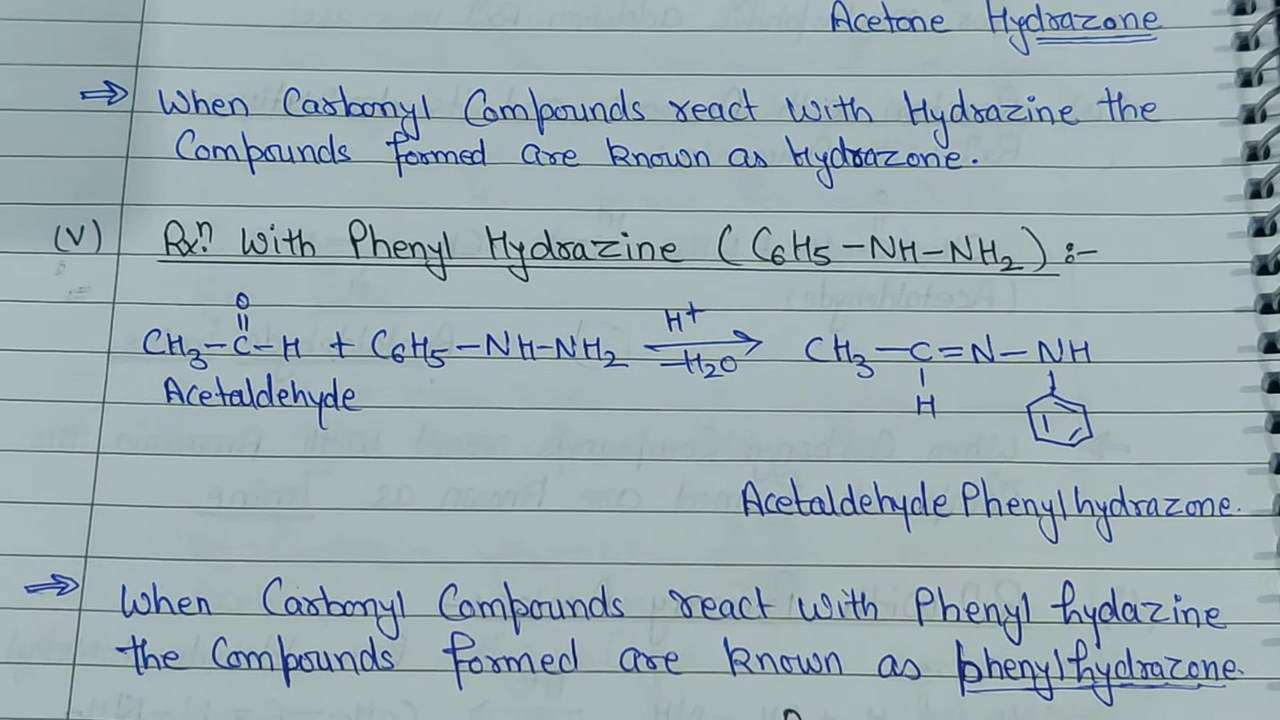 Acetone Hydrazone
⇒ When Carbonyl Compounds react with Hydrazine the
Compounds formed are known as Hydrazone.
(V) Rxⁿ With Phenyl Hydrazine (C6H5-NH-NH2) :-
O
||
CH3-C-H + C6H5-NH-NH2 H+ → -H2O CH3-C=N-NH
Acetaldehyde
H
Acetaldehyde Phenylhydrazone.
⇒ When Carbonyl Compounds react with Phenyl hydazine
the Compounds formed are known as phenylhydrazone.